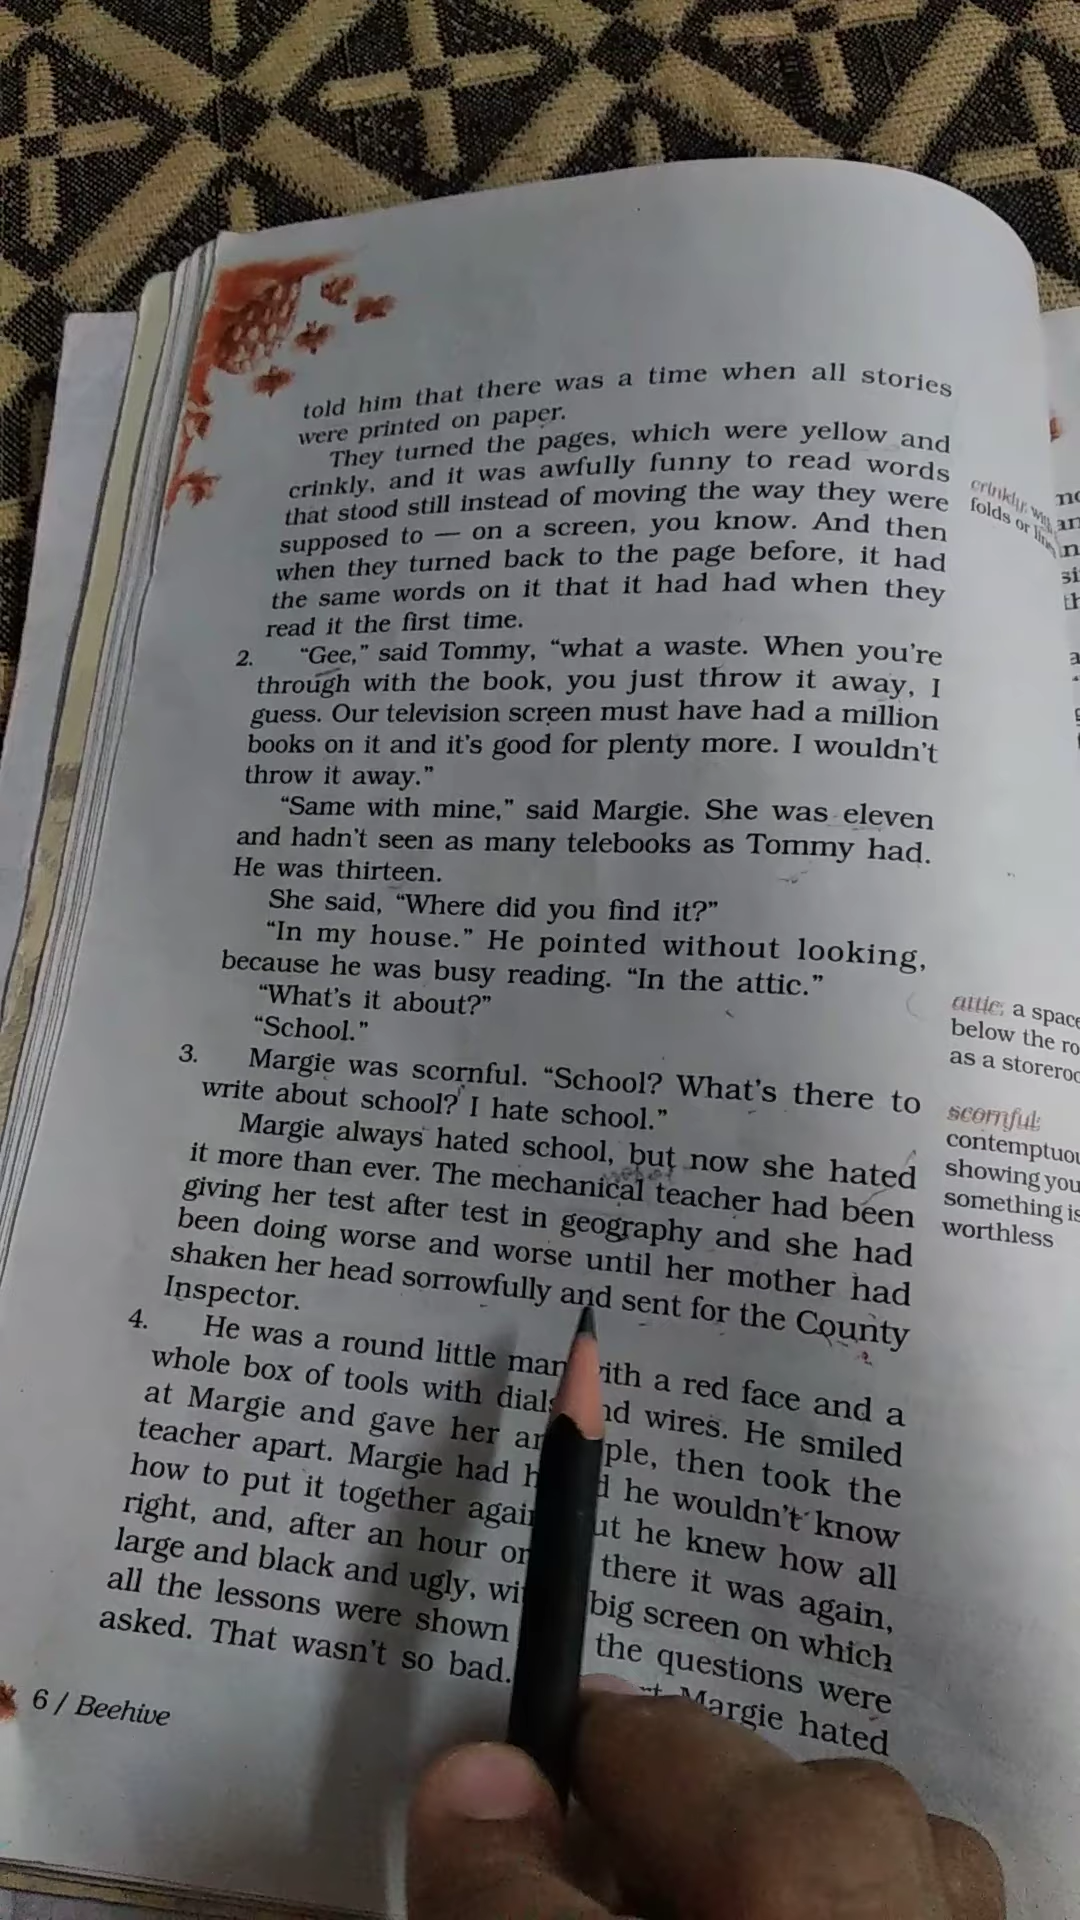 told him that there was a time when all stories
were printed on paper.
They turned the pages, which were yellow and
crinkly, and it was awfully funny to read words
that stood still instead of moving the way they were
supposed to — on a screen, you know. And then
when they turned back to the page before, it had
the same words on it that it had had when they
read it the first time.
2. “Gee,” said Tommy, “what a waste. When you’re
through with the book, you just throw it away, I
guess. Our television screen must have had a million
books on it and it’s good for plenty more. I wouldn’t
throw it away.”
“Same with mine,” said Margie. She was eleven
and hadn’t seen as many telebooks as Tommy had.
He was thirteen.
She said, “Where did you find it?”
“In my house.” He pointed without looking,
because he was busy reading. “In the attic.”
“What’s it about?”
“School.”
3. Margie was scornful. “School? What’s there to
write about school? I hate school.”
Margie always hated school, but now she hated
it more than ever. The mechanical teacher had been
giving her test after test in geography and she had
been doing worse and worse until her mother had
shaken her head sorrowfully and sent for the County
Inspector.
4. He was a round little man with a red face and a
whole box of tools with dials and wires. He smiled
at Margie and gave her an ple, then took the
teacher apart. Margie had h d he wouldn’t know
how to put it together again ut he knew how all
right, and, after an hour or there it was again,
large and black and ugly, wi big screen on which
all the lessons were shown the questions were
asked. That wasn’t so bad. Margie hated
6 / Beehive
crinkly: with
folds or lines
attic: a space
below the ro
as a storeroo
scornful:
contemptuou
showing you
something is
worthless